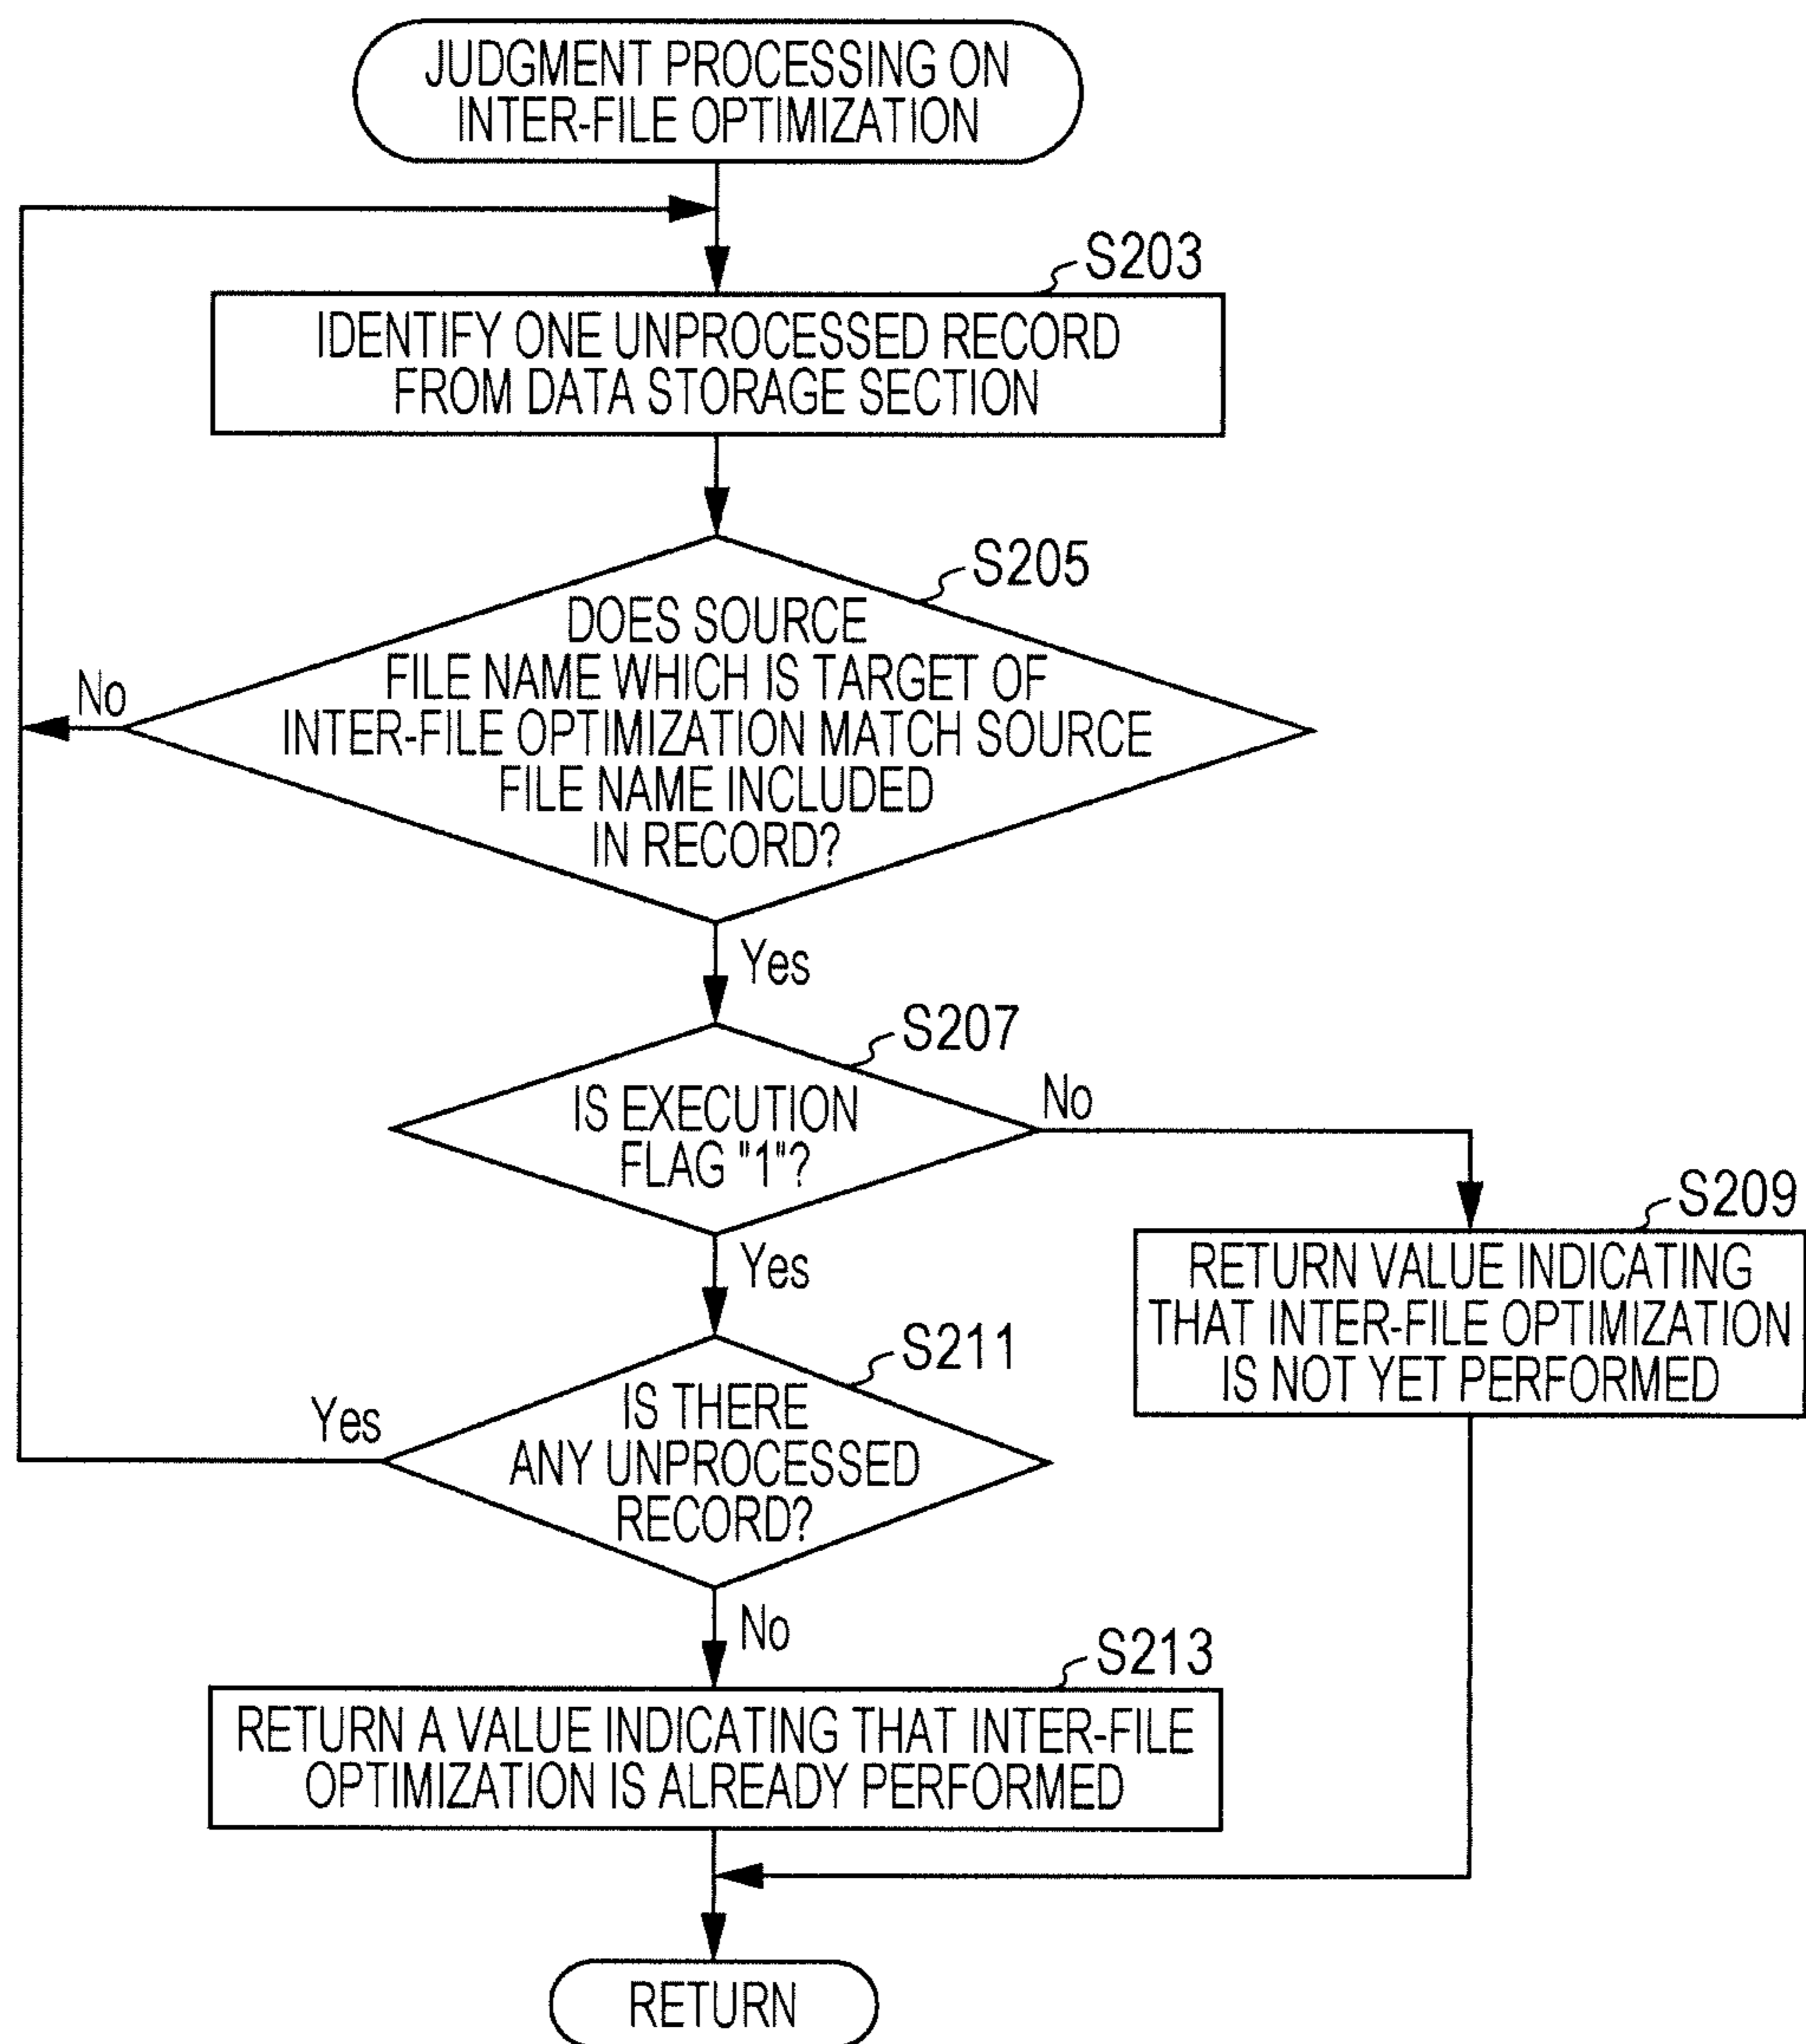 JUDGMENT PROCESSING ON
INTER-FILE OPTIMIZATION
S203
IDENTIFY ONE UNPROCESSED RECORD
FROM DATA STORAGE SECTION
S205
DOES SOURCE
FILE NAME WHICH IS TARGET OF
INTER-FILE OPTIMIZATION MATCH SOURCE
FILE NAME INCLUDED
IN RECORD?
No
Yes
S207
IS EXECUTION
FLAG "1"?
No
Yes
S209
RETURN VALUE INDICATING
THAT INTER-FILE OPTIMIZATION
IS NOT YET PERFORMED
S211
IS THERE
ANY UNPROCESSED
RECORD?
Yes
No
S213
RETURN A VALUE INDICATING THAT INTER-FILE
OPTIMIZATION IS ALREADY PERFORMED
RETURN